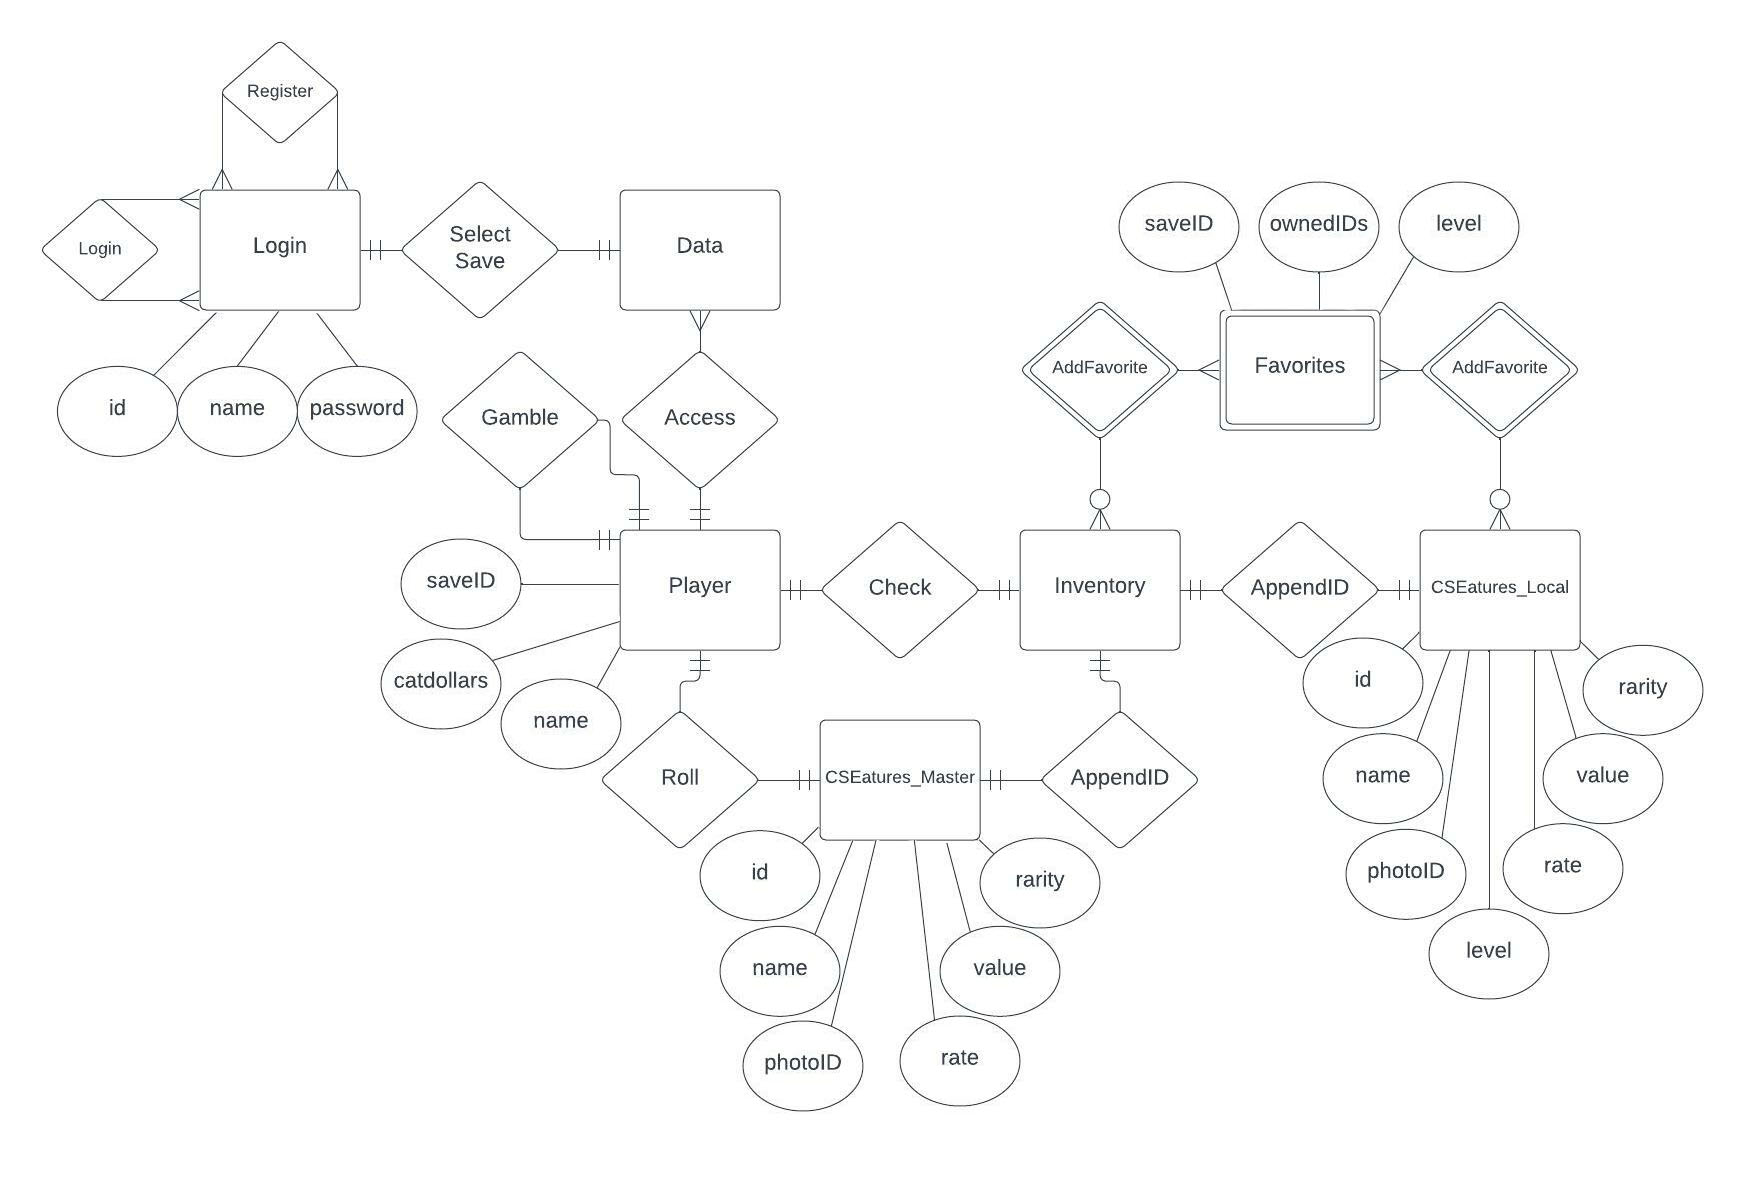 Register
Login
Login
Select
Save
Data
id
name
password
Gamble
Access
saveID
ownedIDs
level
AddFavorite
Favorites
AddFavorite
saveID
Player
Check
Inventory
AppendID
CSEatures_Local
catdollars
name
Roll
CSEatures_Master
AppendID
id
name
photoID
rate
value
rarity
id
name
photoID
level
rate
value
rarity